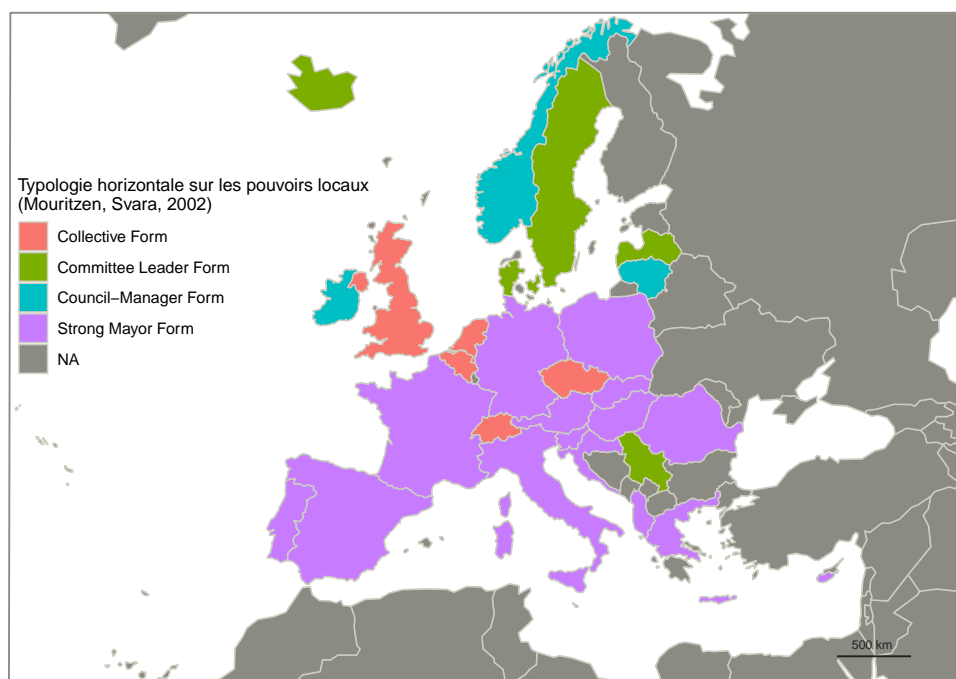 Typologie horizontale sur les pouvoirs locaux
(Mouritzen, Svara, 2002)
Collective Form
Committee Leader Form
Council−Manager Form
Strong Mayor Form
NA
500 km